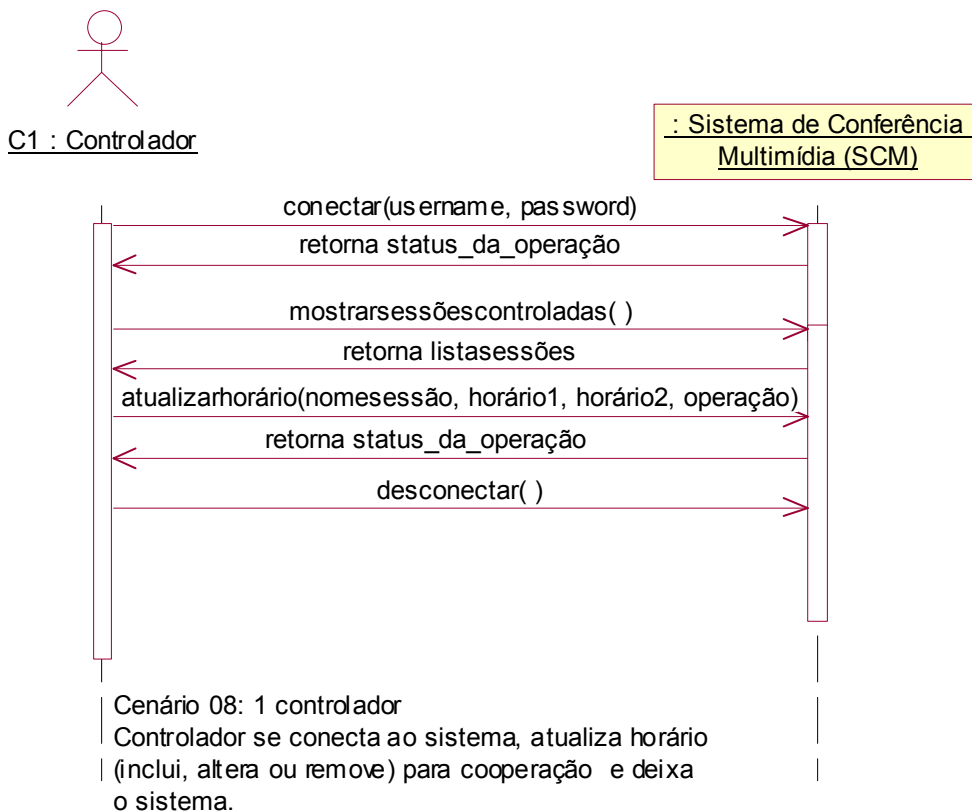 C1 : Controlador
: Sistema de Conferência
Multimídia (SCM)
conectar(username, password)
retorna status_da_operação
mostrarsessõescontroladas( )
retorna listasessões
atualizarhorário(nomesessão, horário1, horário2, operação)
retorna status_da_operação
desconectar( )
Cenário 08: 1 controlador
Controlador se conecta ao sistema, atualiza horário
(inclui, altera ou remove) para cooperação e deixa
o sistema.